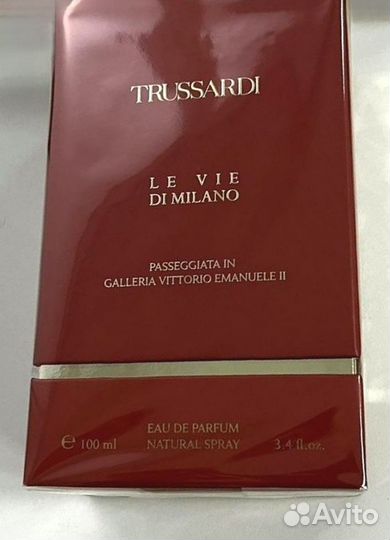 TRUSSARDI
LE VIE
DI MILANO
PASSEGGIATA IN
GALLERIA VITTORIO EMANUELE II
EAU DE PARFUM
℮ 100 ml NATURAL SPRAY 3.4 fl.oz.
Avito